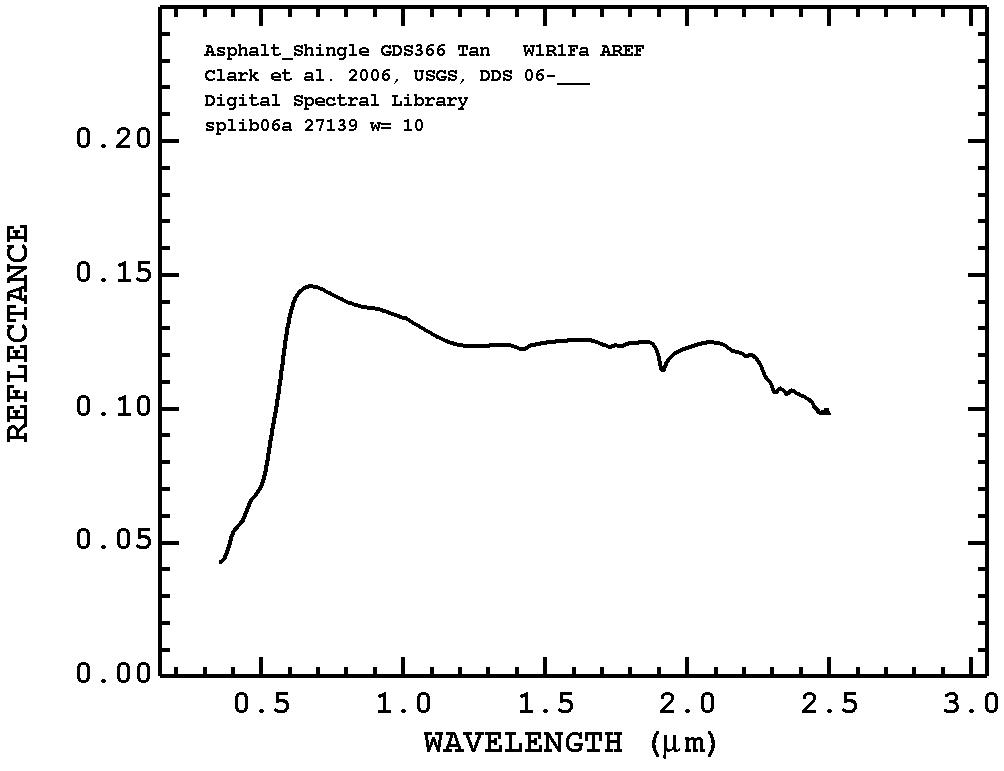 Asphalt_Shingle GDS366 Tan W1R1Fa AREF
Clark et al. 2006, USGS, DDS 06-___
Digital Spectral Library
splib06a 27139 w= 10
REFLECTANCE
0.20
0.15
0.10
0.05
0.00
0.5 1.0 1.5 2.0 2.5 3.0
WAVELENGTH (μm)